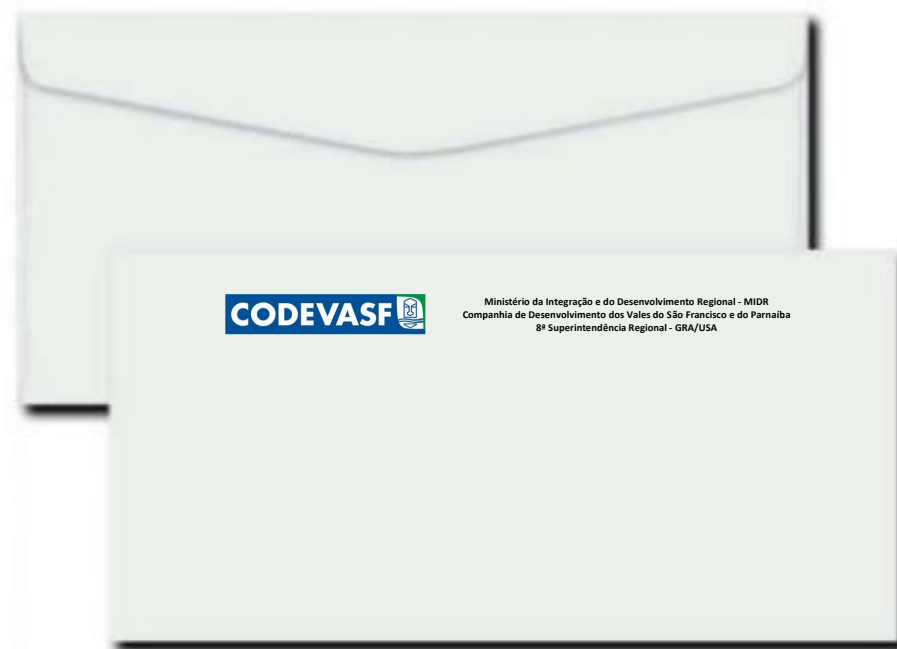 CODEVASF
Ministério da Integração e do Desenvolvimento Regional - MIDR
Companhia de Desenvolvimento dos Vales do São Francisco e do Parnaíba
8ª Superintendência Regional - GRA/USA